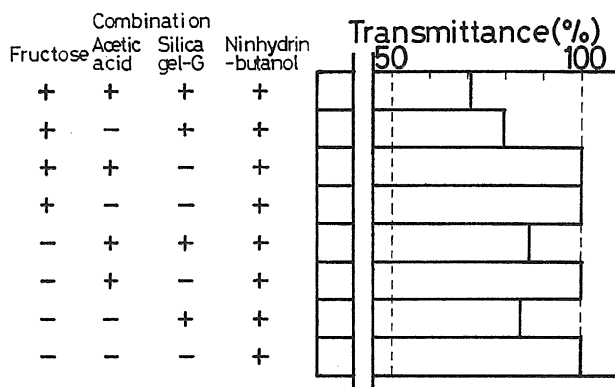 Combination
Fructose Acetic acid Silica gel-G Ninhydrin -butanol
Transmittance(%)
50 100
+ + + +
+ − + +
+ + − +
+ − − +
− + + +
− + − +
− − + +
− − − +